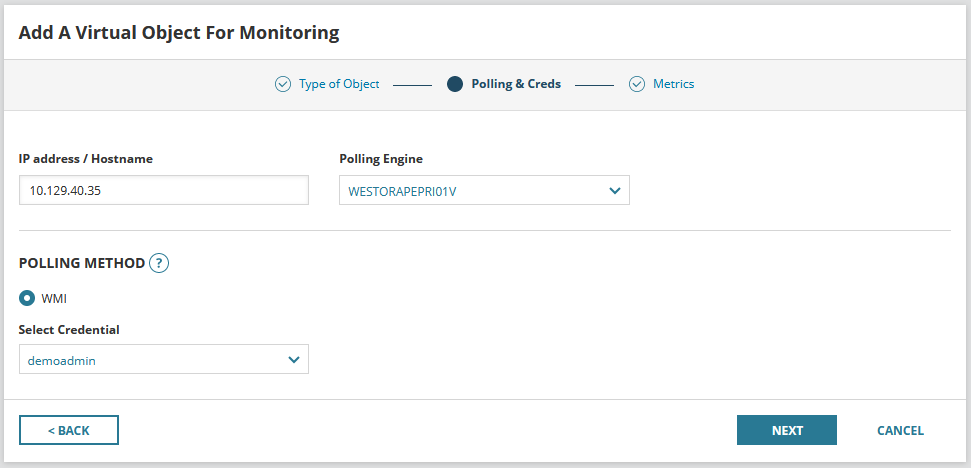 Add A Virtual Object For Monitoring
Type of Object Polling & Creds Metrics
IP address / Hostname Polling Engine
10.129.40.35 WESTORAPEPRI01V
POLLING METHOD ?
WMI
Select Credential
demoadmin
< BACK NEXT CANCEL